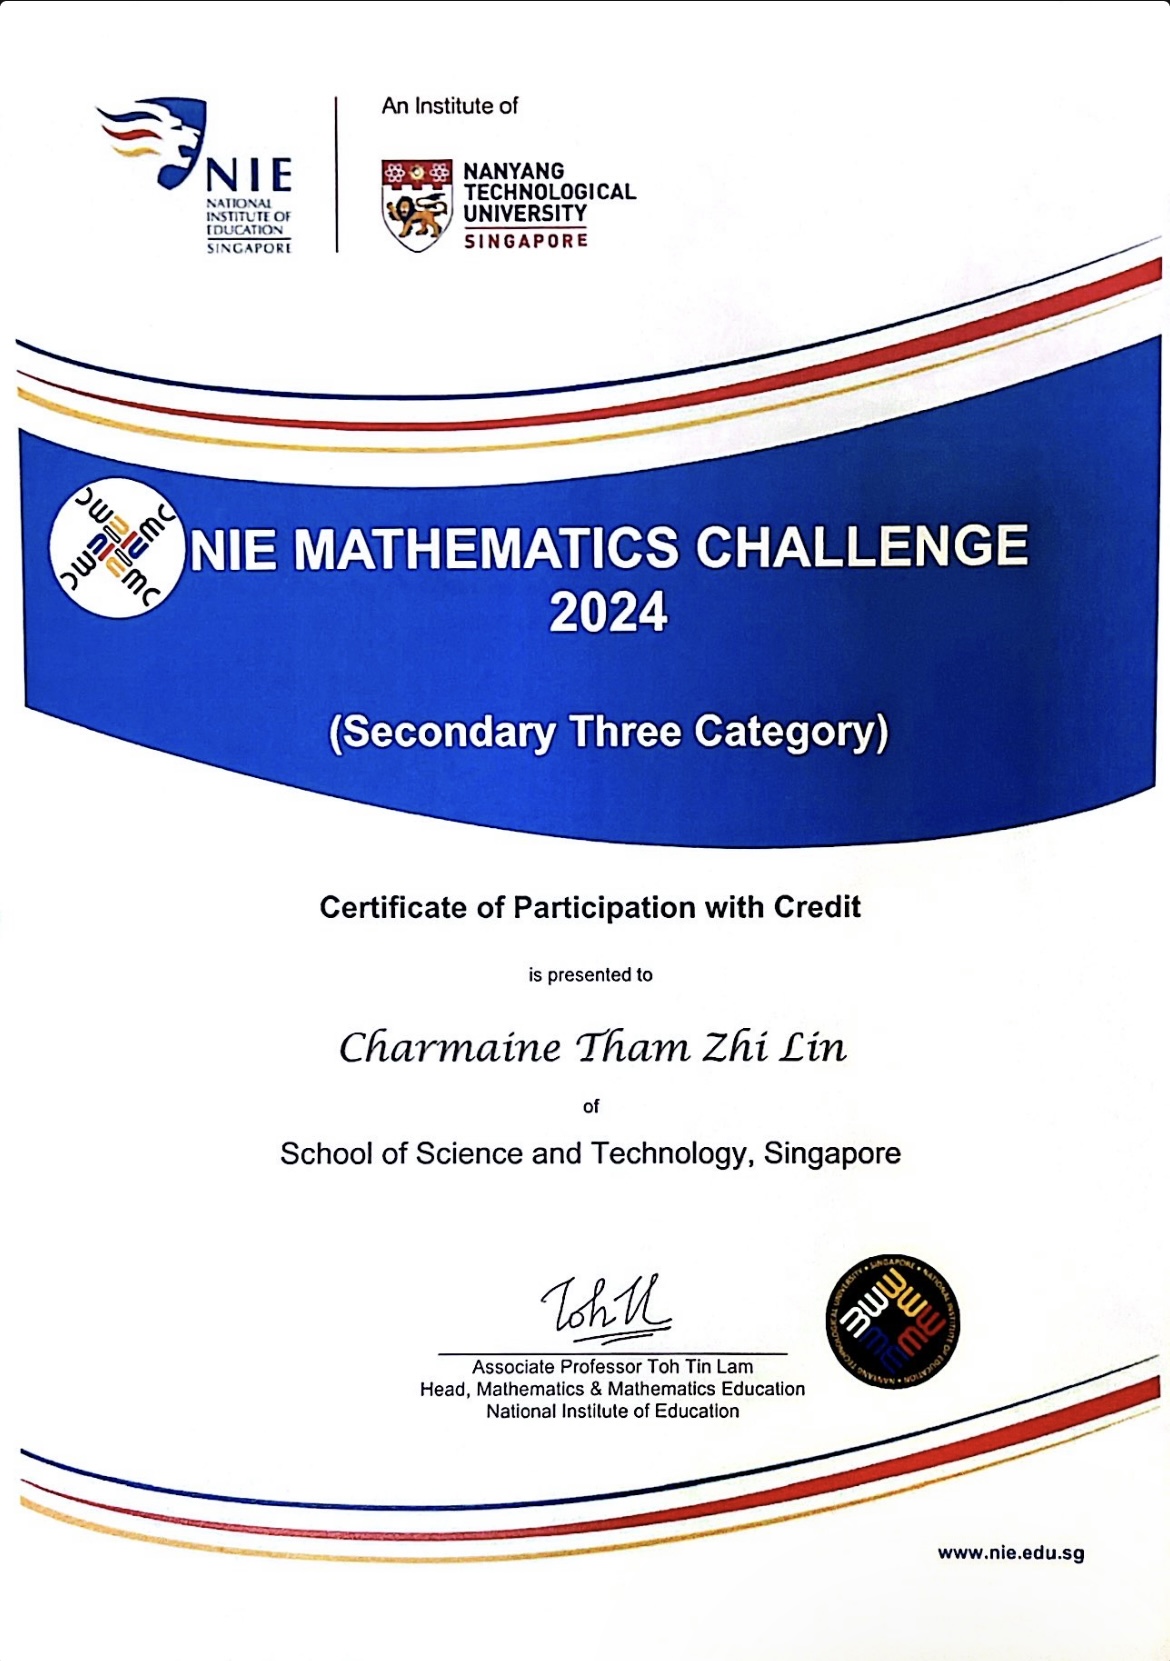 An Institute of
NIE
NATIONAL
INSTITUTE OF
EDUCATION
SINGAPORE
NANYANG
TECHNOLOGICAL
UNIVERSITY
SINGAPORE
NIE MATHEMATICS CHALLENGE
2024
(Secondary Three Category)
Certificate of Participation with Credit
is presented to
Charmaine Tham Zhi Lin
of
School of Science and Technology, Singapore
Associate Professor Toh Tin Lam
Head, Mathematics & Mathematics Education
National Institute of Education
NANYANG TECHNOLOGICAL UNIVERSITY • SINGAPORE • NATIONAL INSTITUTE OF EDUCATION •
www.nie.edu.sg